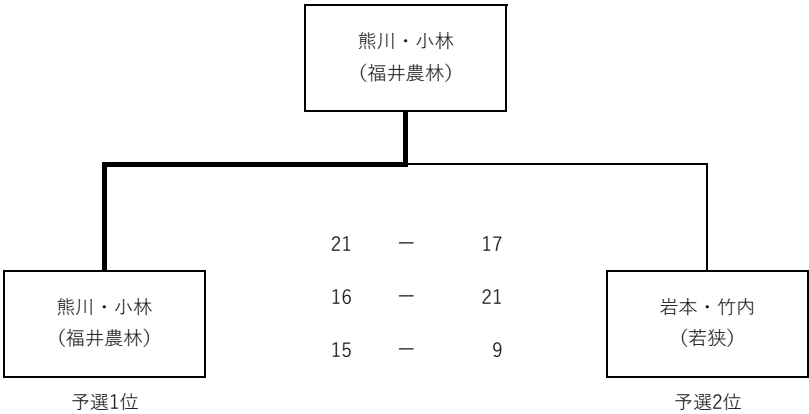 熊川・小林
（福井農林）
21 ー 17
熊川・小林
（福井農林）
16 ー 21
岩本・竹内
（若狭）
15 ー 9
予選1位
予選2位